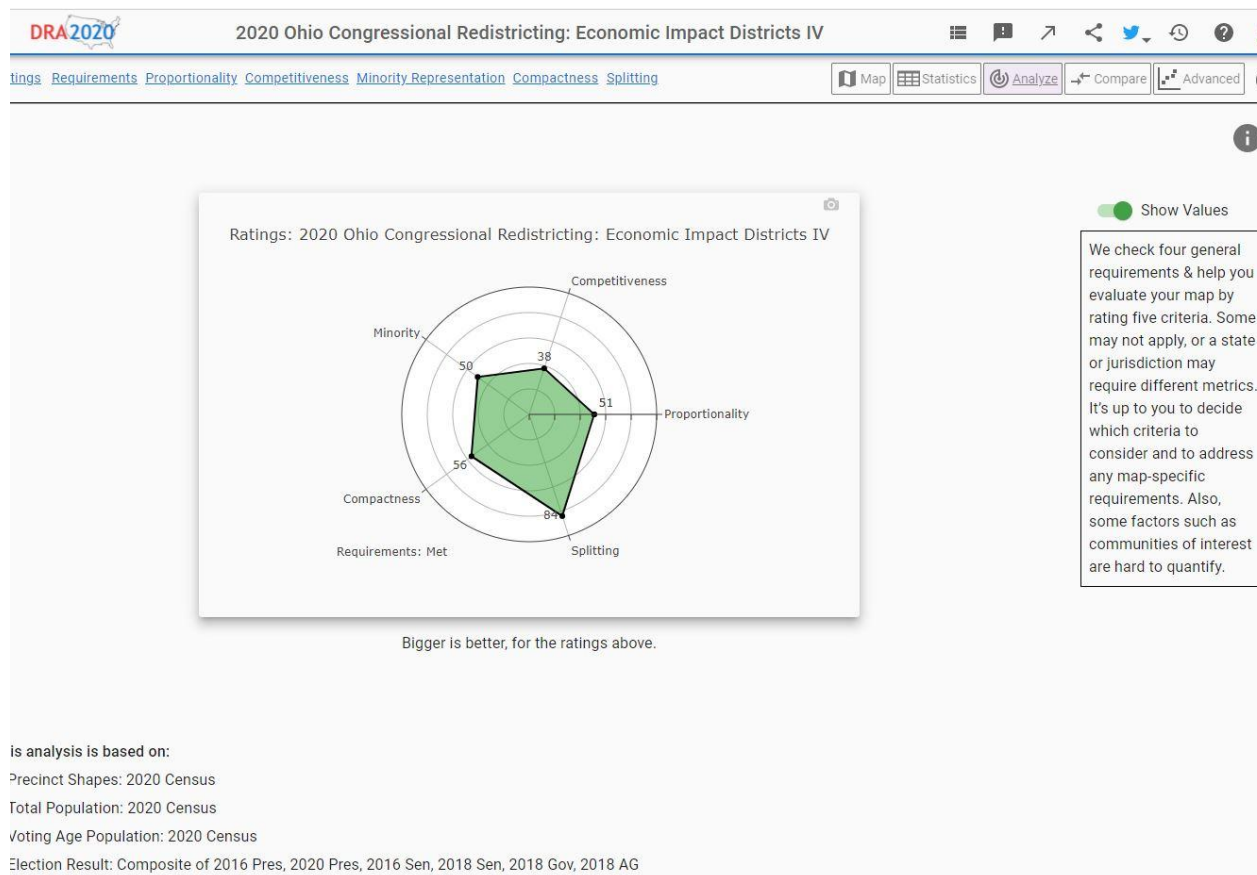 DRA2020
2020 Ohio Congressional Redistricting: Economic Impact Districts IV
tings Requirements Proportionality Competitiveness Minority Representation Compactness Splitting
Map Statistics Analyze Compare Advanced
Show Values
Ratings: 2020 Ohio Congressional Redistricting: Economic Impact Districts IV
Competitiveness
Minority
50
38
51
Proportionality
56
Compactness
84
Requirements: Met
Splitting
We check four general
requirements & help you
evaluate your map by
rating five criteria. Some
may not apply, or a state
or jurisdiction may
require different metrics.
It's up to you to decide
which criteria to
consider and to address
any map-specific
requirements. Also,
some factors such as
communities of interest
are hard to quantify.
Bigger is better, for the ratings above.
is analysis is based on:
Precinct Shapes: 2020 Census
Total Population: 2020 Census
Voting Age Population: 2020 Census
Election Result: Composite of 2016 Pres, 2020 Pres, 2016 Sen, 2018 Sen, 2018 Gov, 2018 AG